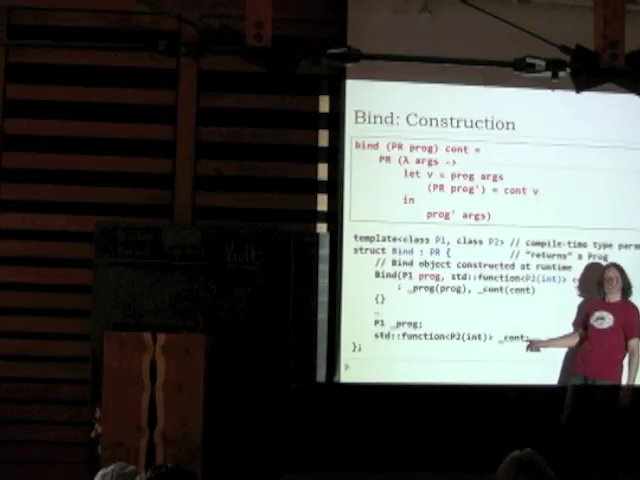 Bind: Construction
bind (PR prog) cont =
PR (λ args ->
let v = prog args
(PR prog') = cont v
in
prog' args)
template<class P1, class P2> // compile-time type
struct Bind : PR { // "returns" a Prog
// Bind object constructed at runtime
Bind(P1 prog, std::function<P2(int)>
: _prog(prog), _cont(cont)
{}
P1 _prog;
std::function<P2(int)> _cont;
};